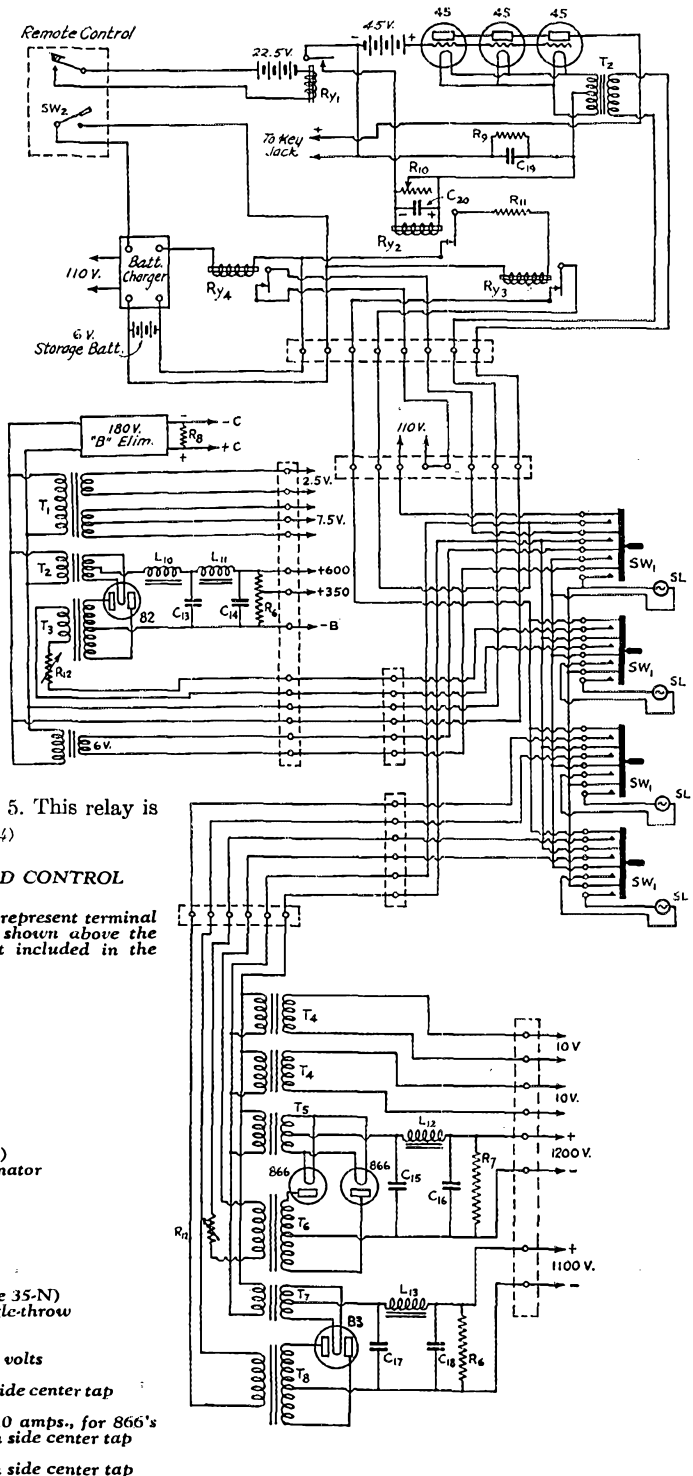 45 45 45
45V.
- +
Remote Control
22.5V.
Ry1
T2
SW2
+
To Key Jack
-
R9
C19
R10
C20
- +
R11
Ry2
110 V.
Batt. Charger
Ry4
Ry3
6 V.
Storage Batt.
180V.
"B" Elim.
-
R8
+
-C
+C
110V.
T1
2.5V.
7.5V.
SW1
SL
T2
L10
L11
+600
+350
-B
82
C13
C14
R6
T3
R12
SW1
SL
6V.
SW1
SL
5. This relay is
4)
D CONTROL
SW1
SL
represent terminal
shown above the
t included in the
T4
10V
T4
10V.
T5
L12
+
1200 V.
-
866
866
C15
C16
R7
)
nator
R12
T6
+
1100 V.
-
T7
L13
e 35-N)
gle-throw
83
C17
C18
R6
T8
volts
side center tap
0 amps., for 866's
side center tap
side center tap